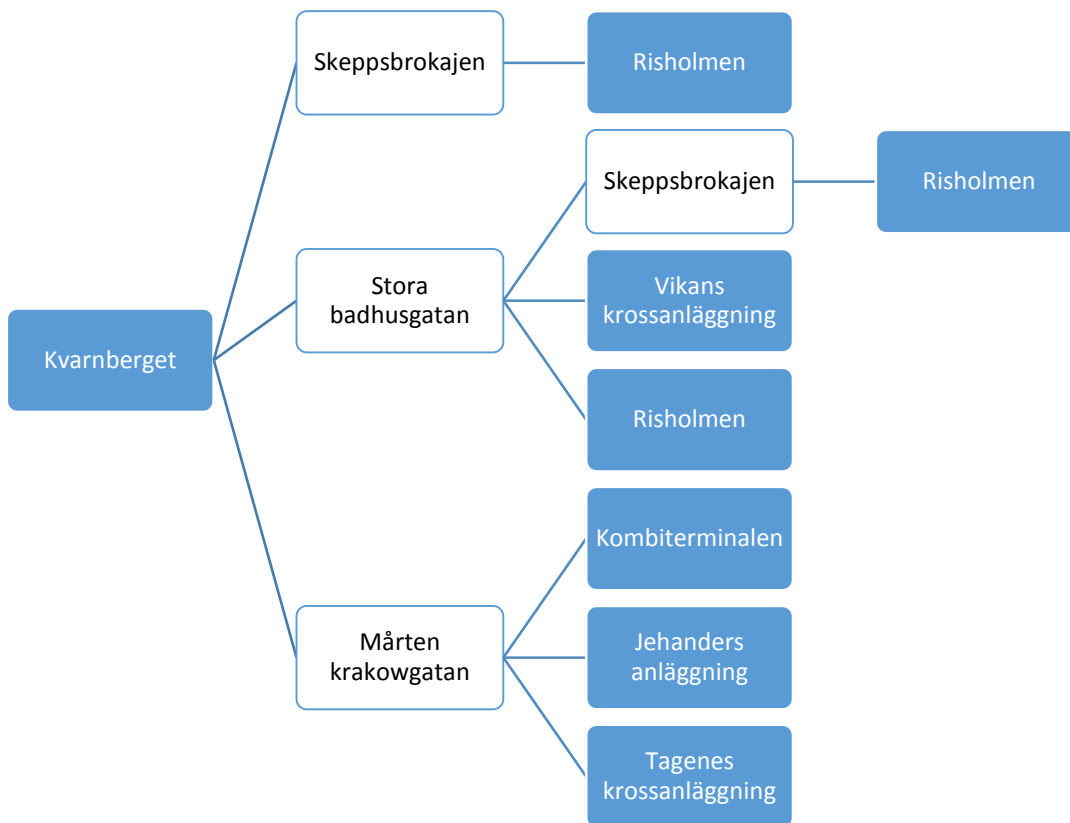 Skeppsbrokajen
Risholmen
Skeppsbrokajen
Risholmen
Stora
badhusgatan
Vikans
krossanläggning
Kvarnberget
Risholmen
Kombiterminalen
Mårten
krakowgatan
Jehanders
anläggning
Tagenes
krossanläggning